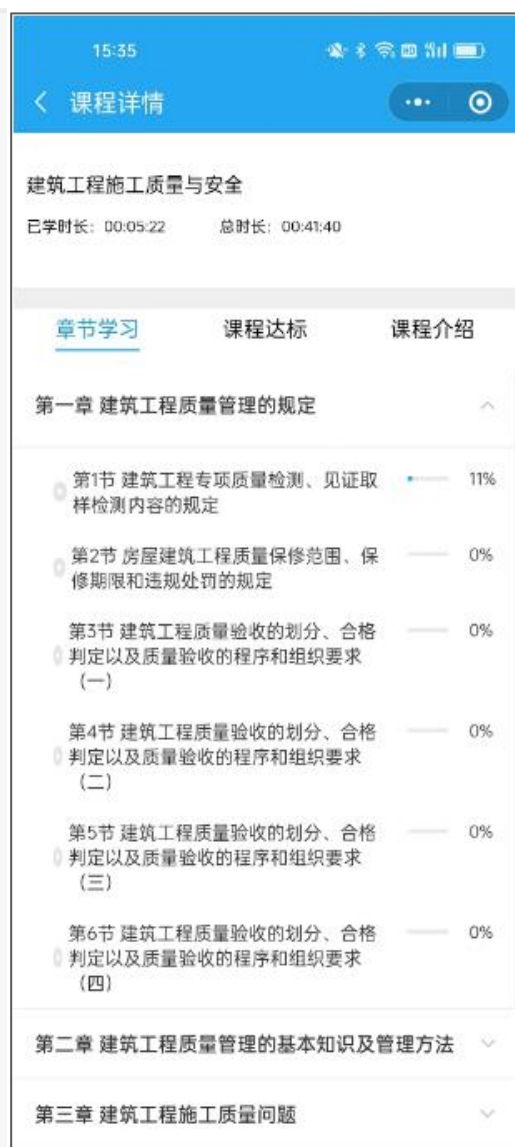 15:35
课程详情
建筑工程施工质量与安全
已学时长：00:05:22 总时长：00:41:40
章节学习 课程达标 课程介绍
第一章 建筑工程质量管理的规定
第1节 建筑工程专项质量检测、见证取 11%
样检测内容的规定
第2节 房屋建筑工程质量保修范围、保 0%
修期限和违规处罚的规定
第3节 建筑工程质量验收的划分、合格 0%
判定以及质量验收的程序和组织要求
（一）
第4节 建筑工程质量验收的划分、合格 0%
判定以及质量验收的程序和组织要求
（二）
第5节 建筑工程质量验收的划分、合格 0%
判定以及质量验收的程序和组织要求
（三）
第6节 建筑工程质量验收的划分、合格 0%
判定以及质量验收的程序和组织要求
（四）
第二章 建筑工程质量管理的基本知识及管理方法
第三章 建筑工程施工质量问题